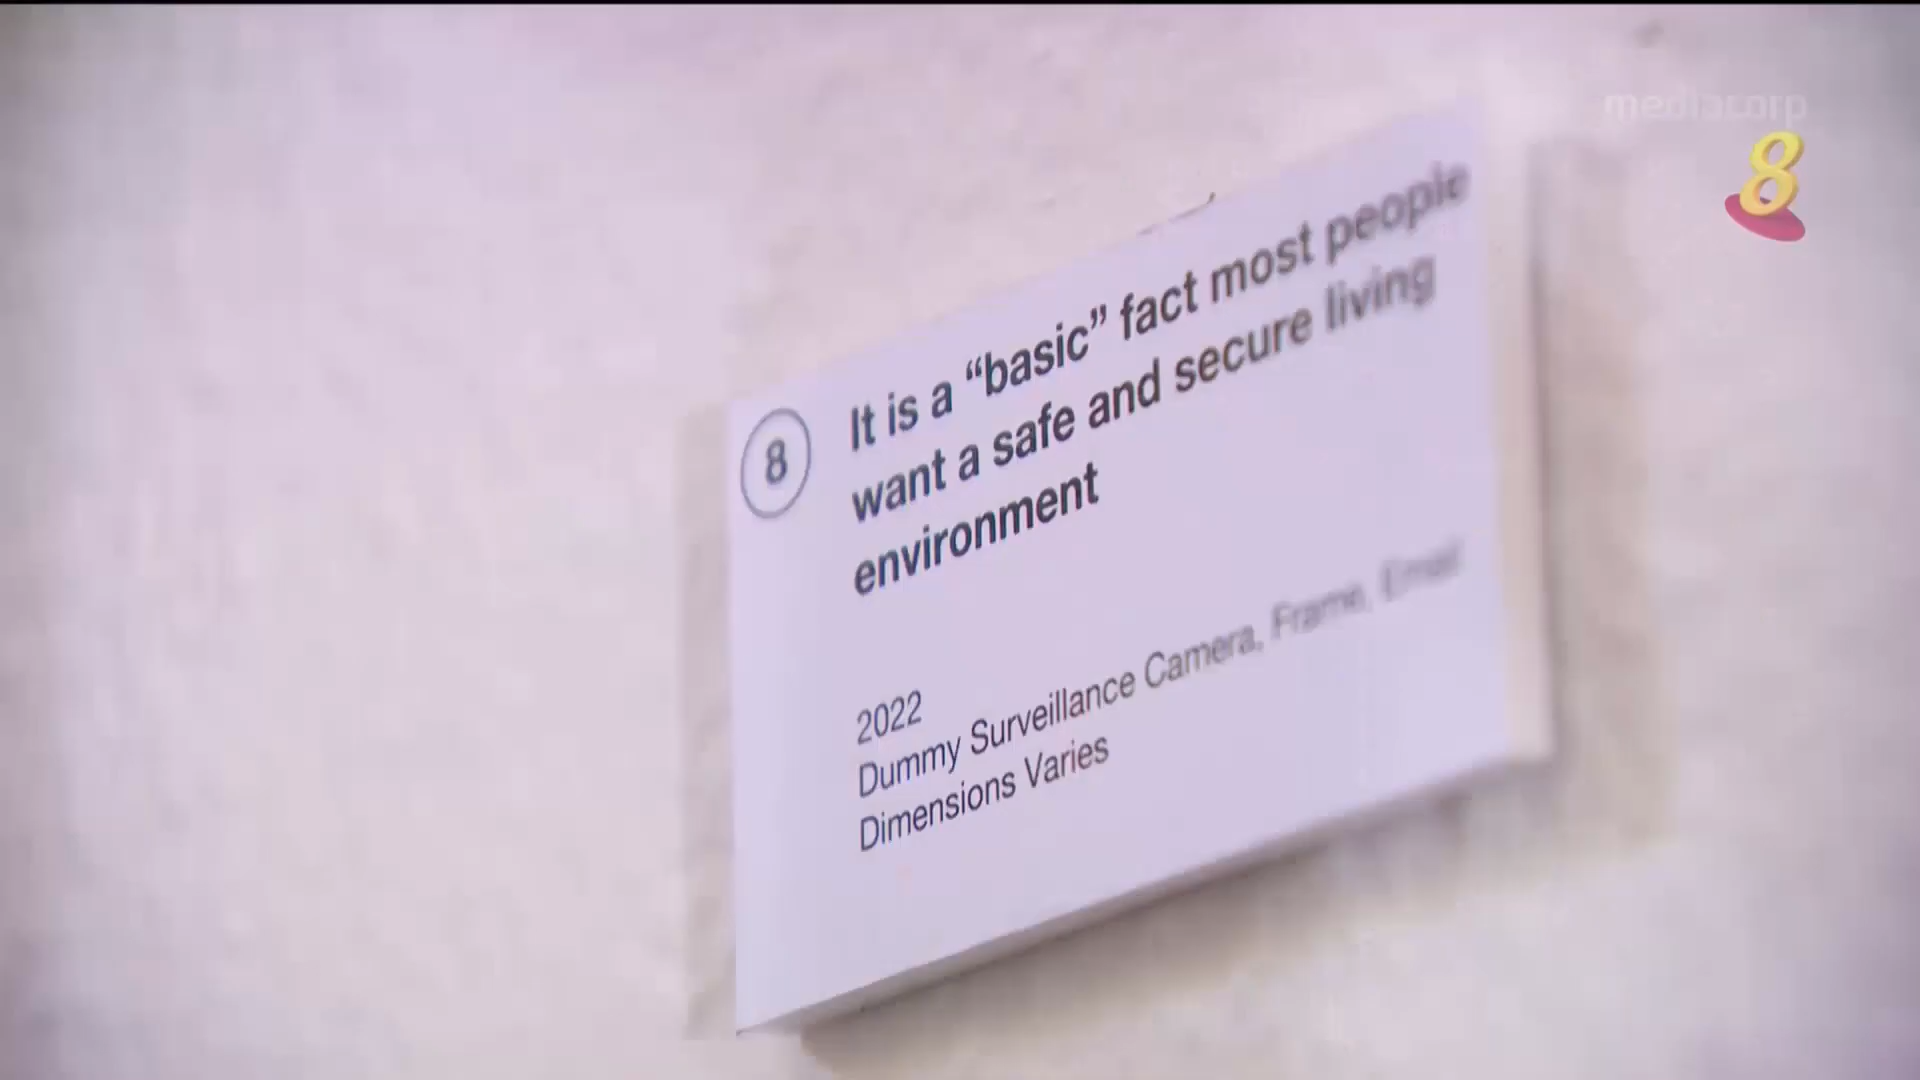 mediacorp
8
8
It is a “basic” fact most people
want a safe and secure living
environment
2022
Dummy Surveillance Camera, Frame, Email
Dimensions Varies